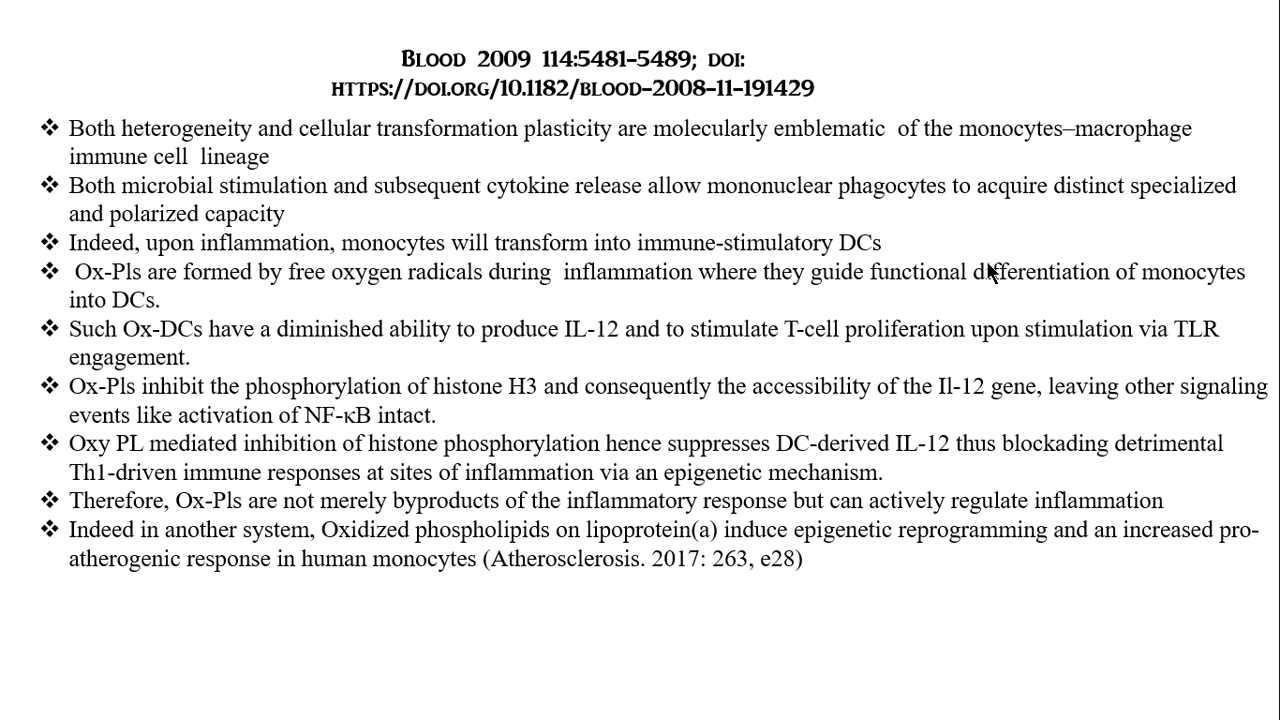 Blood 2009 114:5481–5489; doi:
https://doi.org/10.1182/blood–2008–11–191429
❖ Both heterogeneity and cellular transformation plasticity are molecularly emblematic of the monocytes–macrophage
immune cell lineage
❖ Both microbial stimulation and subsequent cytokine release allow mononuclear phagocytes to acquire distinct specialized
and polarized capacity
❖ Indeed, upon inflammation, monocytes will transform into immune-stimulatory DCs
❖ Ox-Pls are formed by free oxygen radicals during inflammation where they guide functional differentiation of monocytes
into DCs.
❖ Such Ox-DCs have a diminished ability to produce IL-12 and to stimulate T-cell proliferation upon stimulation via TLR
engagement.
❖ Ox-Pls inhibit the phosphorylation of histone H3 and consequently the accessibility of the Il-12 gene, leaving other signaling
events like activation of NF-κB intact.
❖ Oxy PL mediated inhibition of histone phosphorylation hence suppresses DC-derived IL-12 thus blockading detrimental
Th1-driven immune responses at sites of inflammation via an epigenetic mechanism.
❖ Therefore, Ox-Pls are not merely byproducts of the inflammatory response but can actively regulate inflammation
❖ Indeed in another system, Oxidized phospholipids on lipoprotein(a) induce epigenetic reprogramming and an increased pro-
atherogenic response in human monocytes (Atherosclerosis. 2017: 263, e28)